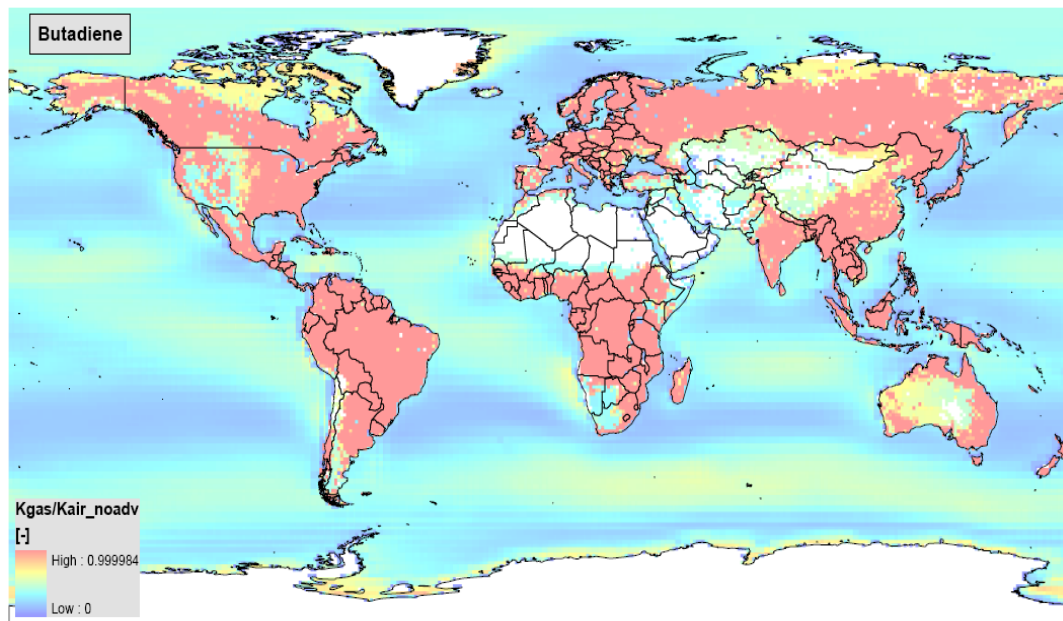 Butadiene
Kgas/Kair_noadv
[-]
High : 0.999984
Low : 0